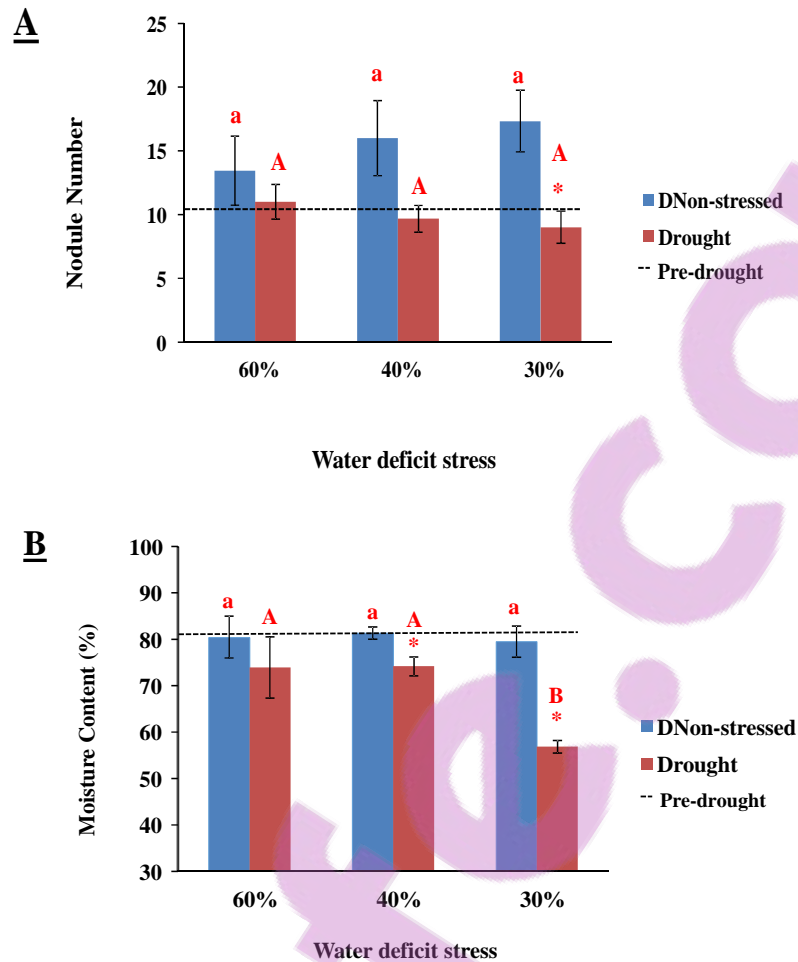 A
25
20
15
10
5
0
Nodule Number
a
A
a
A
a
A
*
60%
40%
30%
Water deficit stress
DNon-stressed
Drought
Pre-drought
B
100
90
80
70
60
50
40
30
Moisture Content (%)
a
A
a
A
*
a
B
*
60%
40%
30%
Water deficit stress
DNon-stressed
Drought
Pre-drought
fe.co